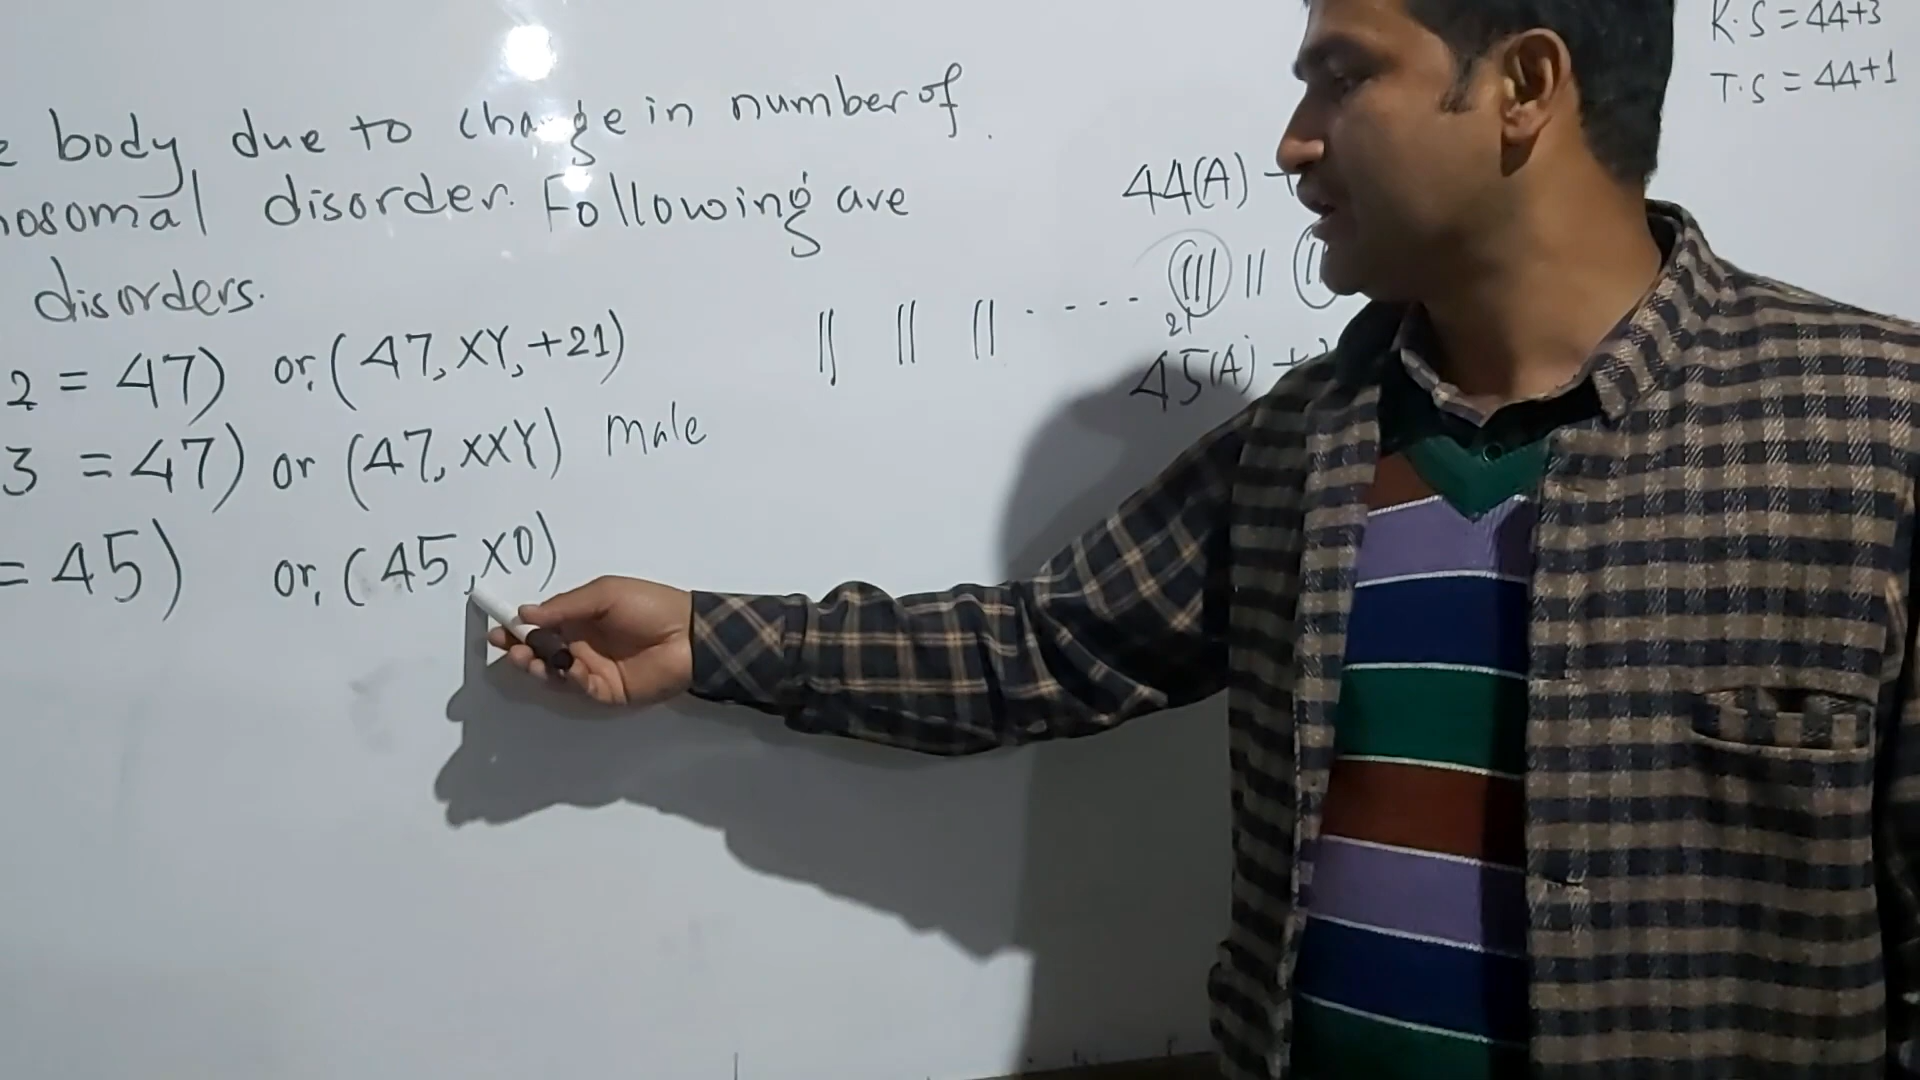 body due to change in number of
disorder. Following are
disorders.
2 = 47) or, (47, XY, +21)
3 = 47) or (47, XXY) male
= 45) or, (45, XO)
K.S = 44+3
T.S = 44+1
44(A) +
21
45(A) +